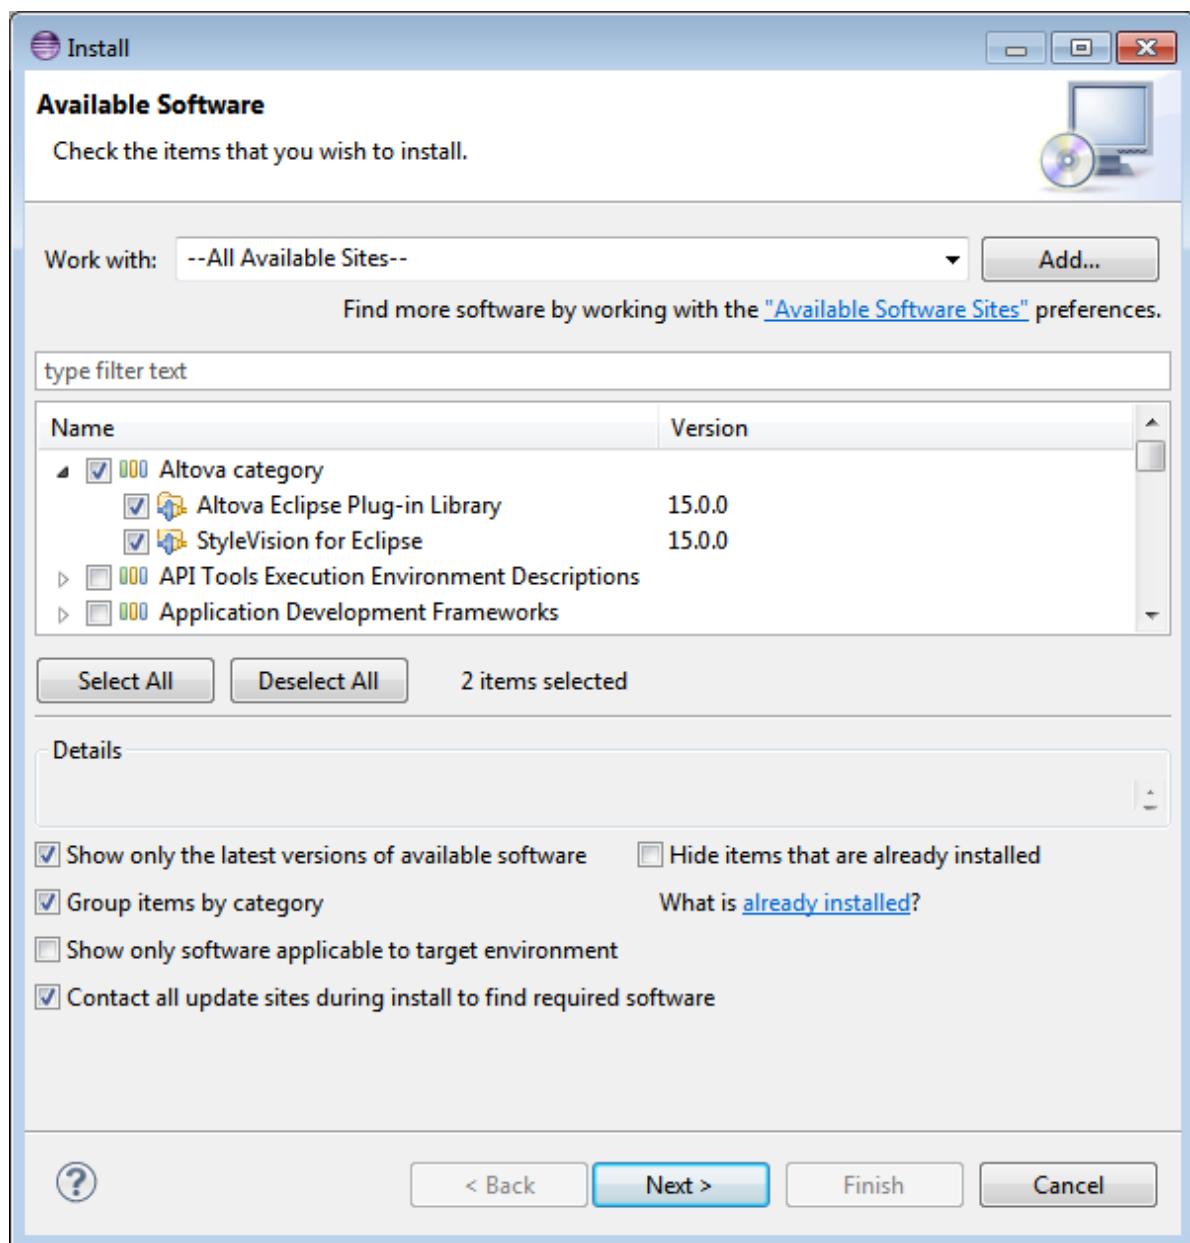 Install
Available Software
Check the items that you wish to install.
Work with: --All Available Sites-- Add...
Find more software by working with the "Available Software Sites" preferences.
type filter text
Name Version
Altova category
Altova Eclipse Plug-in Library 15.0.0
StyleVision for Eclipse 15.0.0
API Tools Execution Environment Descriptions
Application Development Frameworks
Select All Deselect All 2 items selected
Details
Show only the latest versions of available software Hide items that are already installed
Group items by category What is already installed?
Show only software applicable to target environment
Contact all update sites during install to find required software
? < Back Next > Finish Cancel